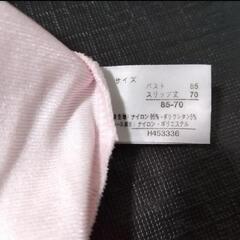 サイズ
バスト 85
スリップ丈 70
85-70
ナイロン 95%・ポリウレタン5%
ナイロン・ポリエステル
H453336